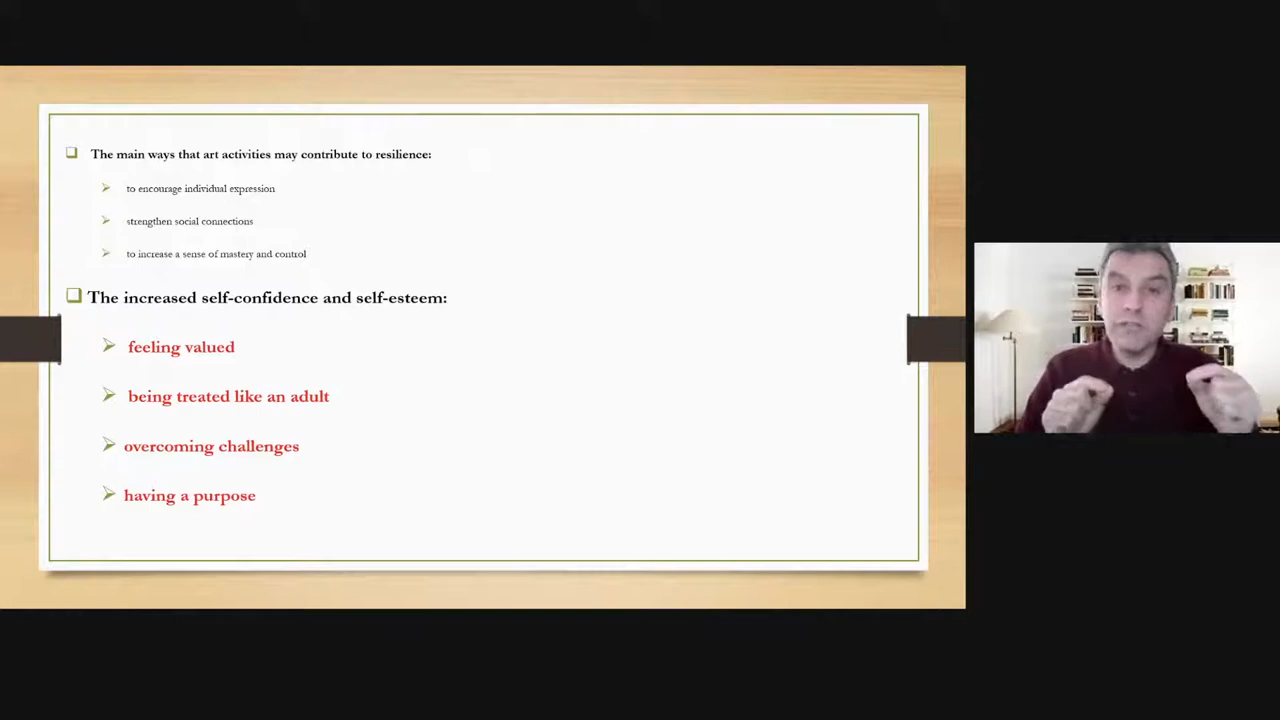 The main ways that art activities may contribute to resilience:
to encourage individual expression
strengthen social connections
to increase a sense of mastery and control
The increased self-confidence and self-esteem:
feeling valued
being treated like an adult
overcoming challenges
having a purpose